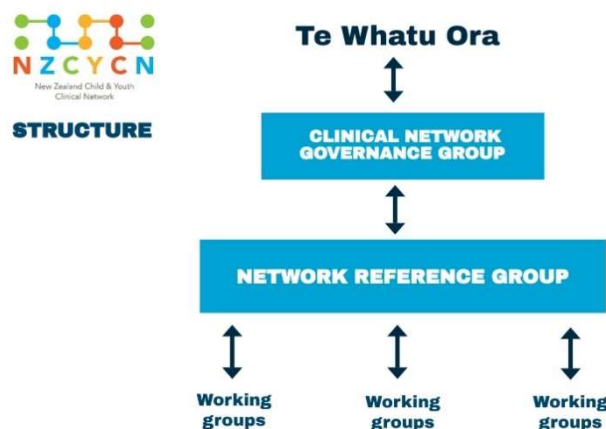 NZCYCN
New Zealand Child & Youth
Clinical Network
STRUCTURE
Te Whatu Ora
CLINICAL NETWORK
GOVERNANCE GROUP
NETWORK REFERENCE GROUP
Working
groups
Working
groups
Working
groups